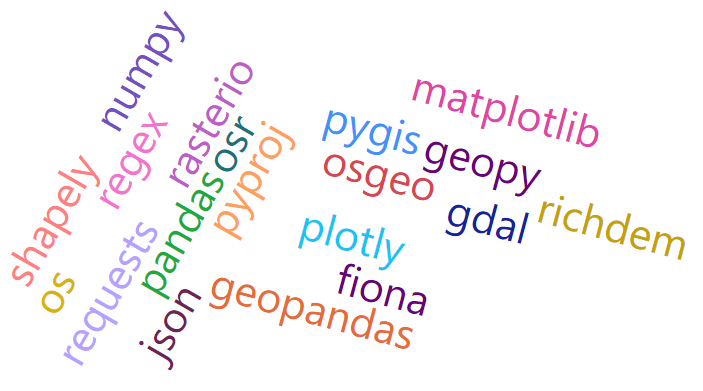 numpy
rasterio
matplotlib
regex
osr
pygis
geopy
pyproj
osgeo
shapely
pandas
gdal
richdem
os
requests
plotly
fiona
json
geopandas